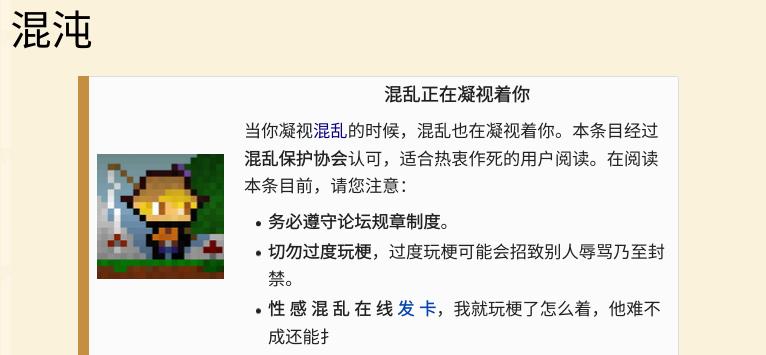 混沌
混乱正在凝视着你
当你凝视混乱的时候，混乱也在凝视着你。本条目经过
混乱保护协会认可，适合热衷作死的用户阅读。在阅读
本条目前，请您注意：
• 务必遵守论坛规章制度。
• 切勿过度玩梗，过度玩梗可能会招致别人辱骂乃至封
禁。
• 性 感 混 乱 在 线 发 卡，我就玩梗了怎么着，他难不
成还能扌